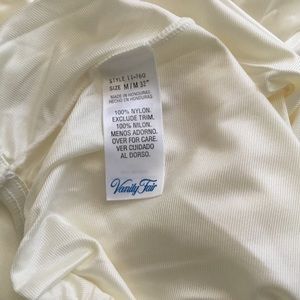 STYLE 11-760
SIZE M/M 32"
MADE IN HONDURAS
HECHO EN HONDURAS
100% NYLON.
EXCLUDE TRIM.
100% NILON.
MENOS ADORNO.
OVER FOR CARE.
VER CUIDADO
AL DORSO.
Vanity Fair